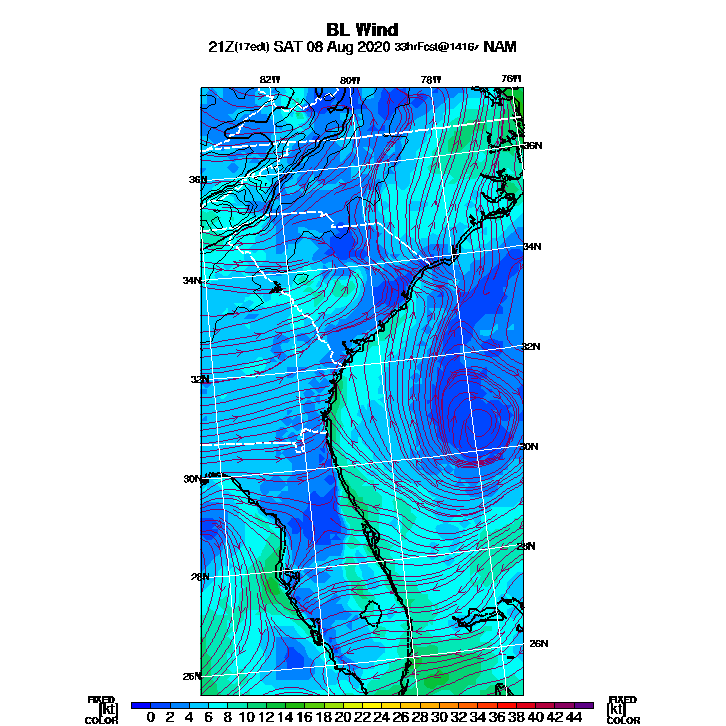 BL Wind
21Z(17edt) SAT 08 Aug 2020 33hrFcst@1416z NAM
82W 80W 78W 76W
36N 36N
34N 34N
32N 32N
30N 30N
28N 28N
26N 26N
FIXED FIXED
[kt] 0 2 4 6 8 10 12 14 16 18 20 22 24 26 28 30 32 34 36 38 40 42 44 [kt]
COLOR COLOR